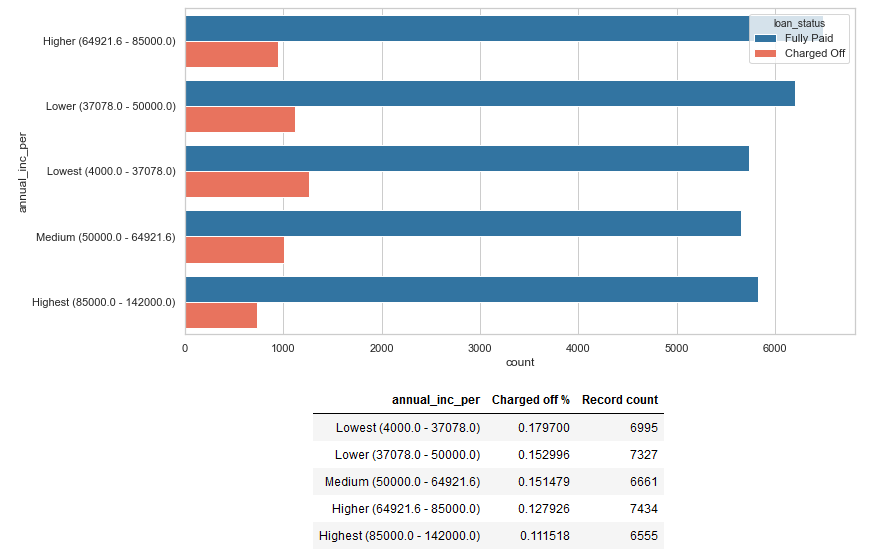 loan_status
Fully Paid
Charged Off
annual_inc_per
Higher (64921.6 - 85000.0)
Lower (37078.0 - 50000.0)
Lowest (4000.0 - 37078.0)
Medium (50000.0 - 64921.6)
Highest (85000.0 - 142000.0)
0 1000 2000 3000 4000 5000 6000
count
annual_inc_per Charged off % Record count
Lowest (4000.0 - 37078.0) 0.179700 6995
Lower (37078.0 - 50000.0) 0.152996 7327
Medium (50000.0 - 64921.6) 0.151479 6661
Higher (64921.6 - 85000.0) 0.127926 7434
Highest (85000.0 - 142000.0) 0.111518 6555